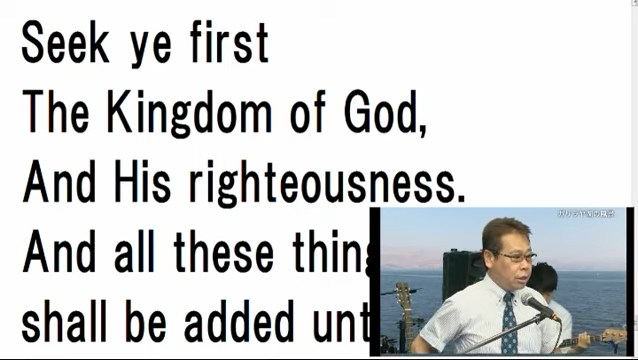 Seek ye first
The Kingdom of God,
And His righteousness.
And all these thing
shall be added unt